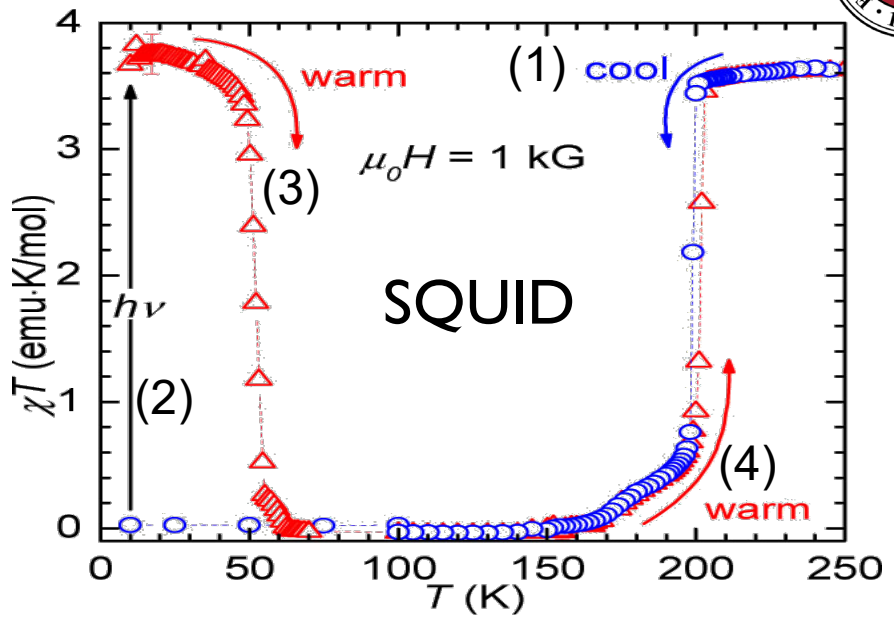 4
3
2
1
0
0
50
100
150
200
250
χT (emu·K/mol)
T (K)
warm
(1)
cool
μ₀H = 1 kG
(3)
SQUID
hν
(2)
(4)
warm